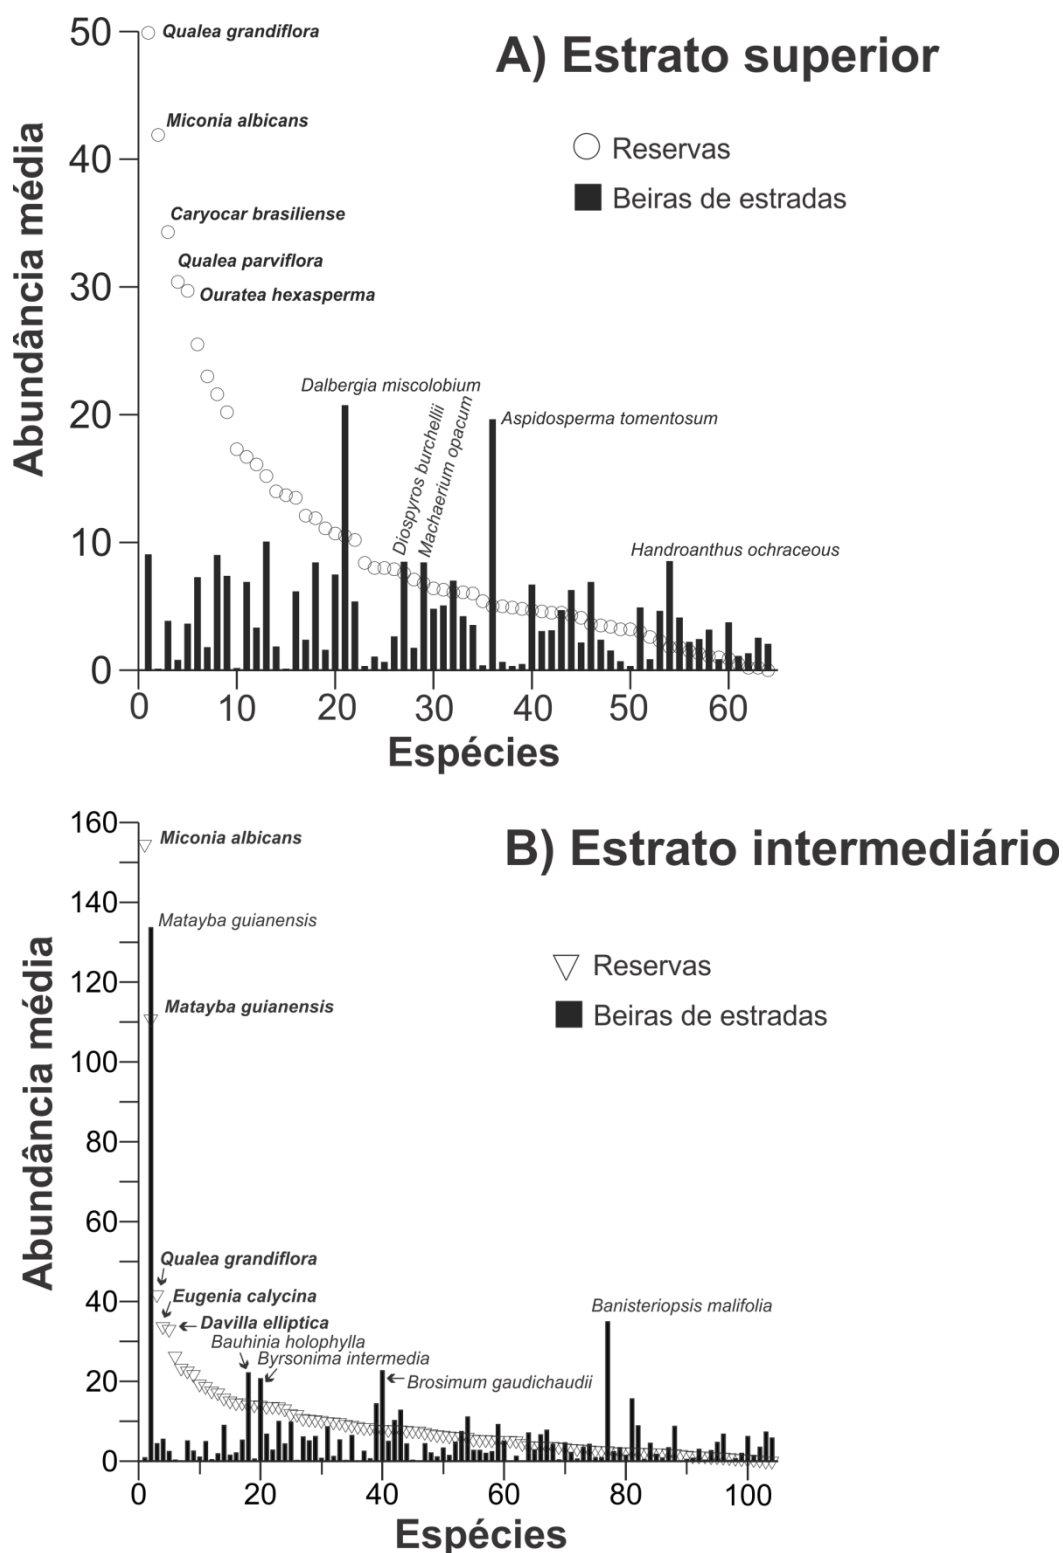 A) Estrato superior
Abundância média
50
40
30
20
10
0
Qualea grandiflora
Miconia albicans
Caryocar brasiliense
Qualea parviflora
Ouratea hexasperma
Reservas
Beiras de estradas
Dalbergia miscolobium
Diospyros burchellii
Machaerium opacum
Aspidosperma tomentosum
Handroanthus ochraceous
0 10 20 30 40 50 60
Espécies
B) Estrato intermediário
Abundância média
160
140
120
100
80
60
40
20
0
Miconia albicans
Matayba guianensis
Matayba guianensis
Reservas
Beiras de estradas
Qualea grandiflora
Eugenia calycina
Davilla elliptica
Bauhinia holophylla
Byrsonima intermedia
Brosimum gaudichaudii
Banisteriopsis malifolia
0 20 40 60 80 100
Espécies